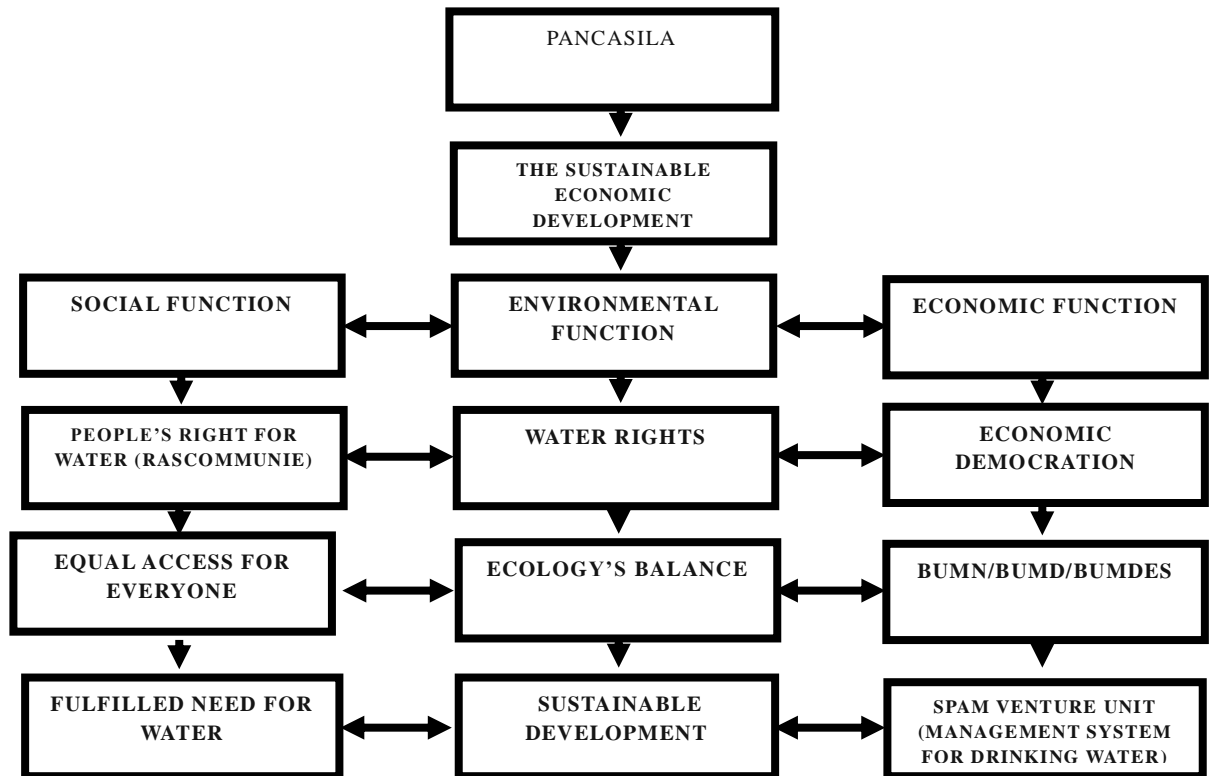 PANCASILA
THE SUSTAINABLE
ECONOMIC
DEVELOPMENT
SOCIAL FUNCTION
ENVIRONMENTAL
FUNCTION
ECONOMIC FUNCTION
PEOPLE'S RIGHT FOR
WATER (RASCOMMUNIE)
WATER RIGHTS
ECONOMIC
DEMOCRATION
EQUAL ACCESS FOR
EVERYONE
ECOLOGY'S BALANCE
BUMN/BUMD/BUMDES
FULFILLED NEED FOR
WATER
SUSTAINABLE
DEVELOPMENT
SPAM VENTURE UNIT
(MANAGEMENT SYSTEM
FOR DRINKING WATER)